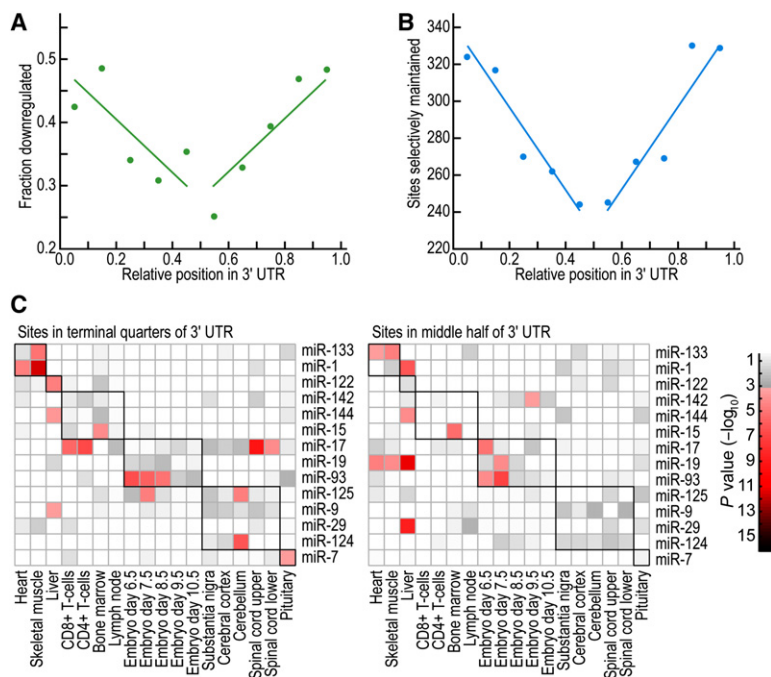 A
Fraction downregulated
0.5
0.4
0.3
0.2
0.0 0.2 0.4 0.6 0.8 1.0
Relative position in 3' UTR
B
Sites selectively maintained
340
320
300
280
260
240
220
0.0 0.2 0.4 0.6 0.8 1.0
Relative position in 3' UTR
C
Sites in terminal quarters of 3' UTR
miR-133
miR-1
miR-122
miR-142
miR-144
miR-15
miR-17
miR-19
miR-93
miR-125
miR-9
miR-29
miR-124
miR-7
Heart
Skeletal muscle
Liver
CD8+ T-cells
CD4+ T-cells
Bone marrow
Lymph node
Embryo day 6.5
Embryo day 7.5
Embryo day 8.5
Embryo day 9.5
Embryo day 10.5
Substantia nigra
Cerebral cortex
Cerebellum
Spinal cord upper
Spinal cord lower
Pituitary
Sites in middle half of 3' UTR
miR-133
miR-1
miR-122
miR-142
miR-144
miR-15
miR-17
miR-19
miR-93
miR-125
miR-9
miR-29
miR-124
miR-7
Heart
Skeletal muscle
Liver
CD8+ T-cells
CD4+ T-cells
Bone marrow
Lymph node
Embryo day 6.5
Embryo day 7.5
Embryo day 8.5
Embryo day 9.5
Embryo day 10.5
Substantia nigra
Cerebral cortex
Cerebellum
Spinal cord upper
Spinal cord lower
Pituitary
P value (−log10)
1
3
5
7
9
11
13
15